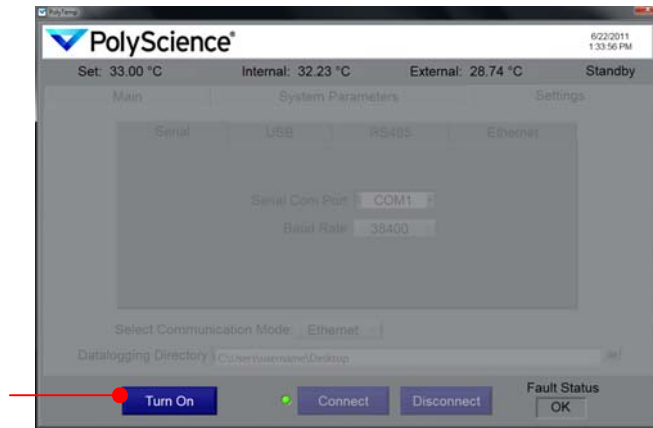 PolyTemp
PolyScience®
6/22/2011
1:33:56 PM
Set: 33.00 °C Internal: 32.23 °C External: 28.74 °C Standby
Main System Parameters Settings
Serial USB RS485 Ethernet
Serial Com Port COM1
Baud Rate 38400
Select Communication Mode: Ethernet
Datalogging Directory C:\Users\username\Desktop
Turn On Connect Disconnect Fault Status
OK